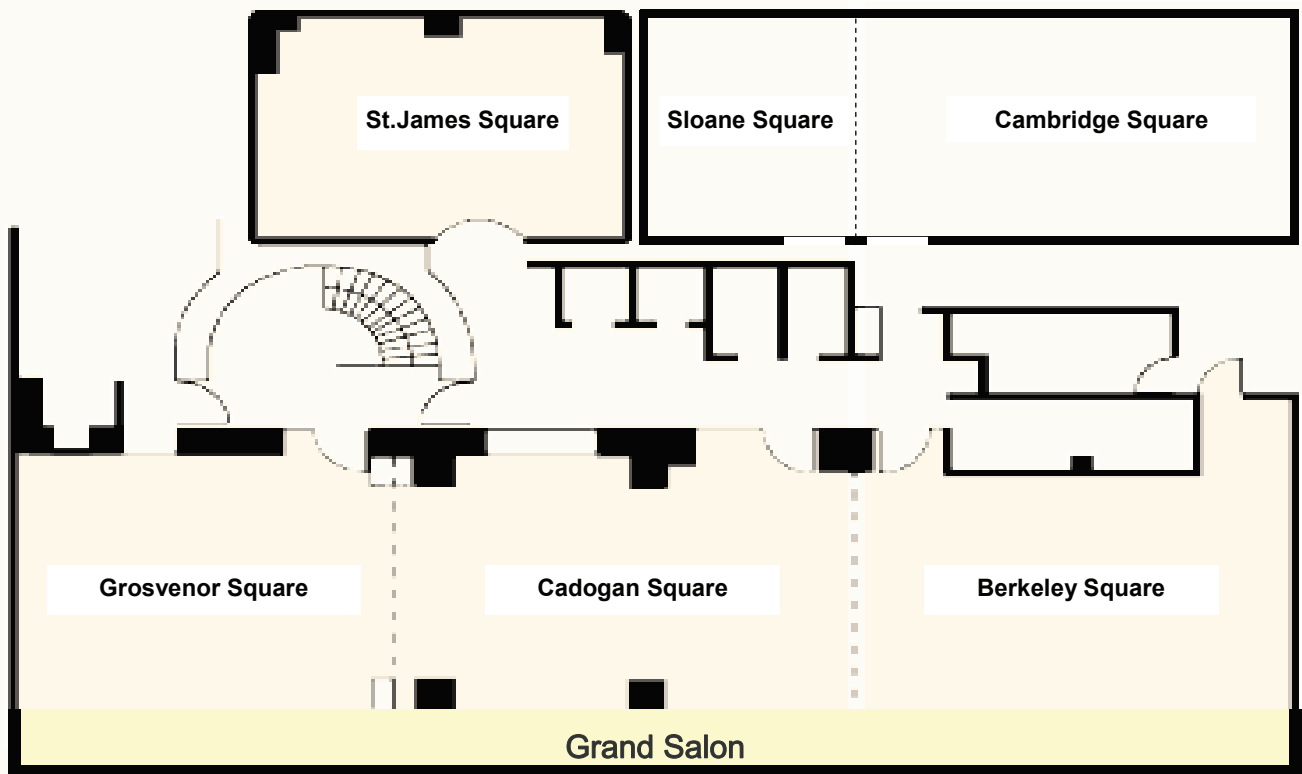 St.James Square
Sloane Square
Cambridge Square
Grosvenor Square
Cadogan Square
Berkeley Square
Grand Salon